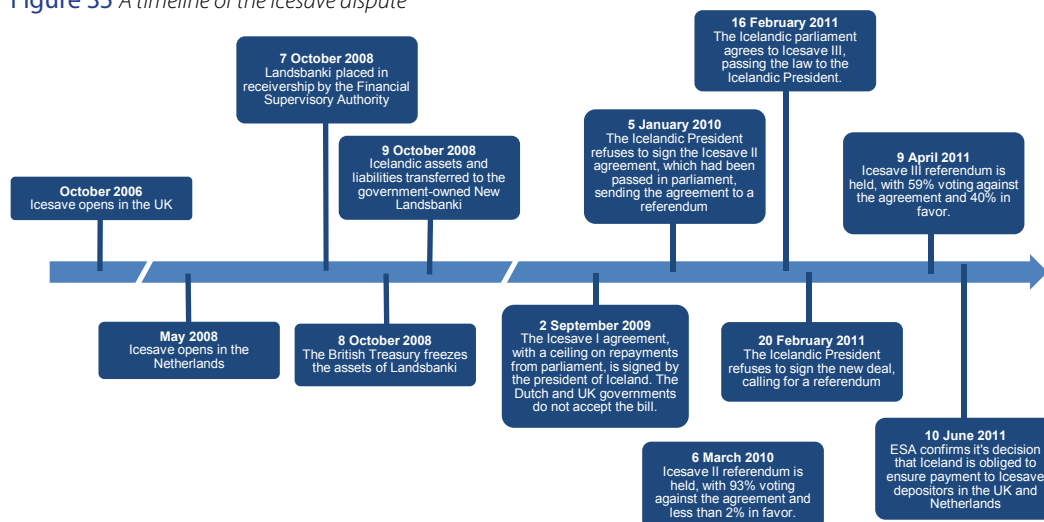 Figure 35 A timeline of the Icesave dispute
October 2006
Icesave opens in the UK
May 2008
Icesave opens in the
Netherlands
7 October 2008
Landsbanki placed in
receivership by the Financial
Supervisory Authority
8 October 2008
The British Treasury freezes
the assets of Landsbanki
9 October 2008
Icelandic assets and
liabilities transferred to the
government-owned New
Landsbanki
2 September 2009
The Icesave I agreement,
with a ceiling on repayments
from parliament, is signed by
the president of Iceland. The
Dutch and UK governments
do not accept the bill.
5 January 2010
The Icelandic President
refuses to sign the Icesave II
agreement, which had been
passed in parliament,
sending the agreement to a
referendum
6 March 2010
Icesave II referendum is
held, with 93% voting
against the agreement and
less than 2% in favor.
16 February 2011
The Icelandic parliament
agrees to Icesave III,
passing the law to the
Icelandic President.
20 February 2011
The Icelandic President
refuses to sign the new deal,
calling for a referendum
9 April 2011
Icesave III referendum is
held, with 59% voting against
the agreement and 40% in
favor.
10 June 2011
ESA confirms it's decision
that Iceland is obliged to
ensure payment to Icesave
depositors in the UK and
Netherlands